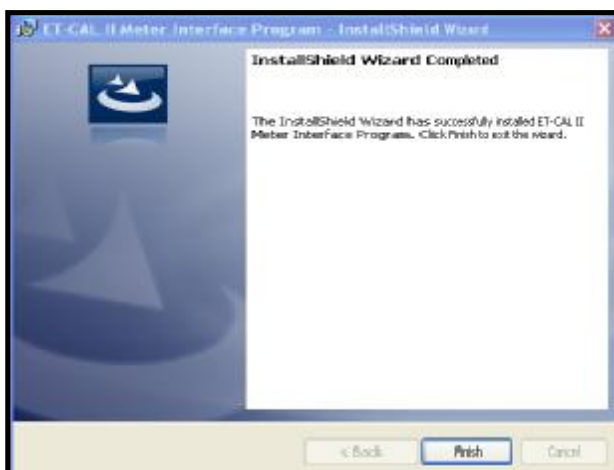 ET-CAL II Meter Interface Program - InstallShield Wizard
InstallShield Wizard Completed
The InstallShield Wizard has successfully installed ET-CAL II
Meter Interface Program. Click Finish to exit the wizard.
< Back
Finish
Cancel